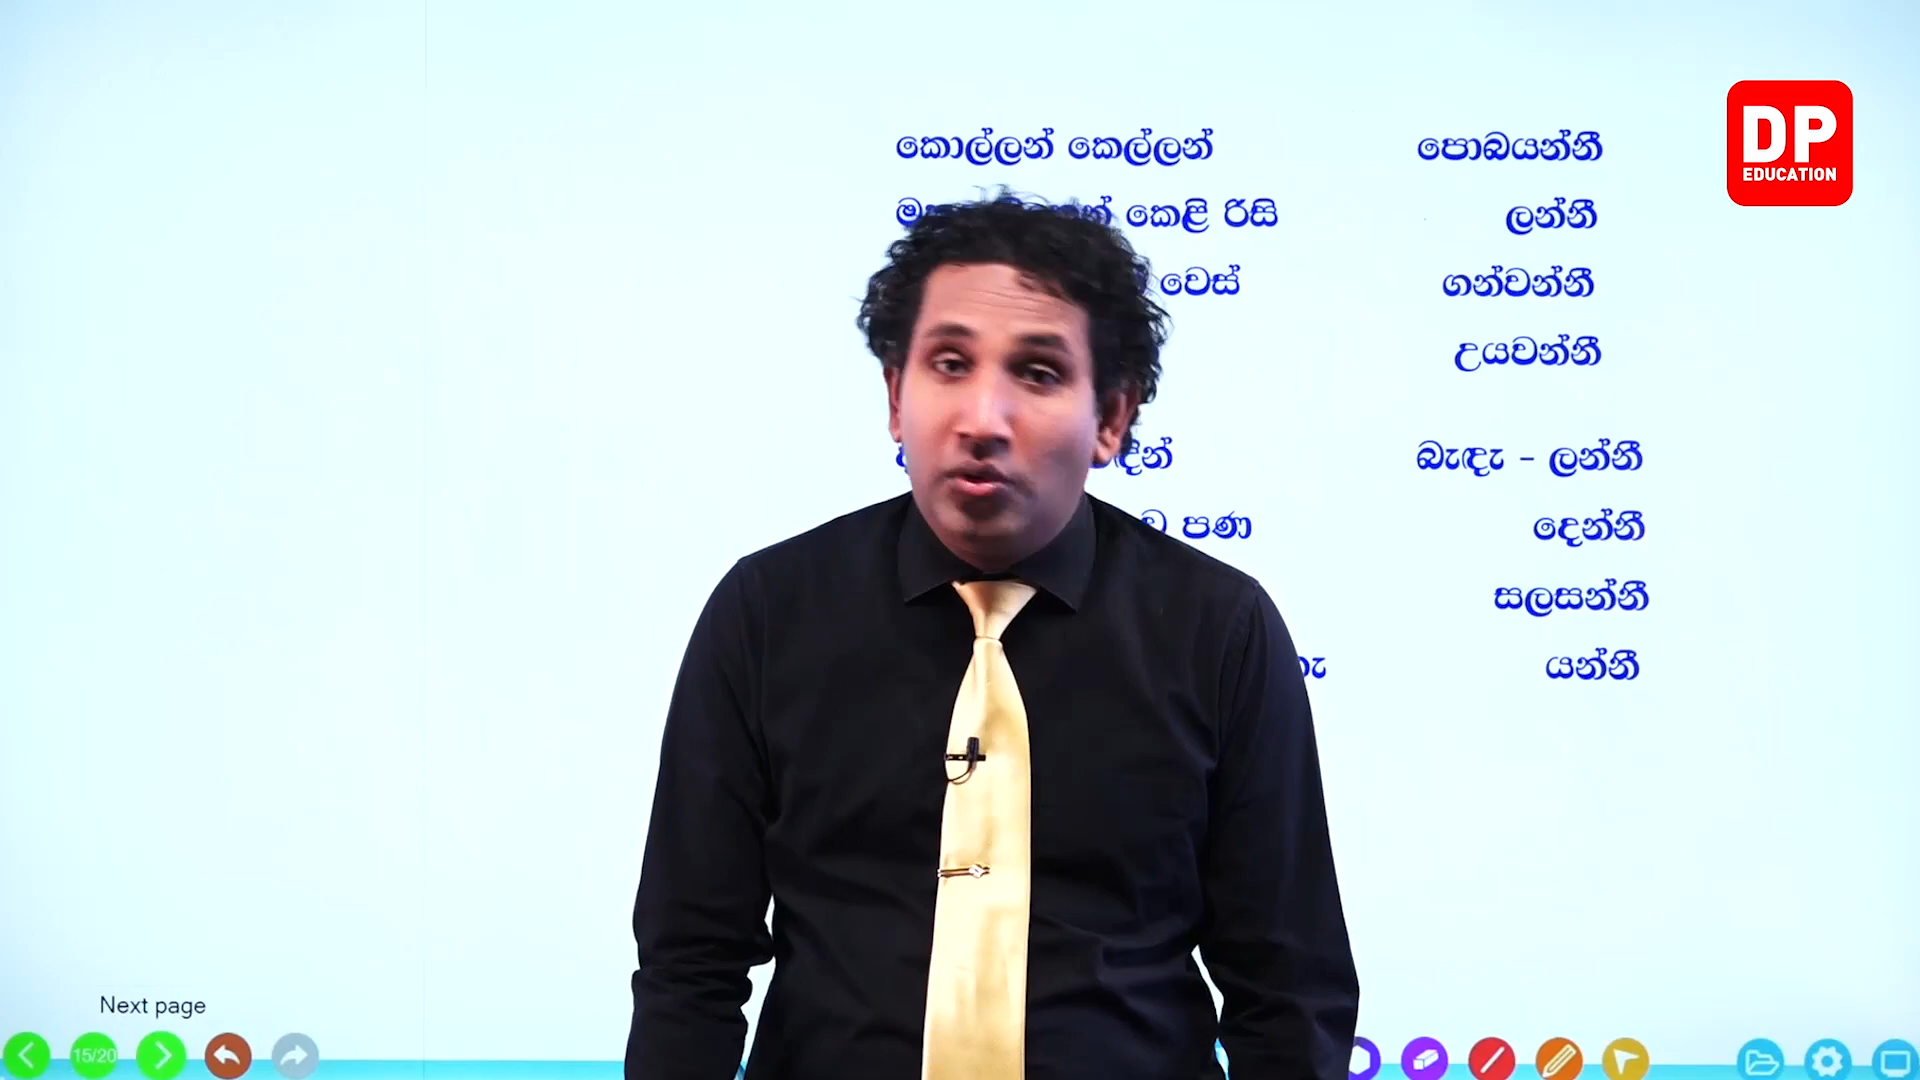 DP
EDUCATION
කොල්ලන් කෙල්ලන් පොබයන්නී
කෙළි රිසි ලන්නී
වෙස් ගන්වන්නී
උයවන්නී
බැඳැ - ලන්නී
පණ දෙන්නී
සලසන්නී
යන්නී
Next page
15/20